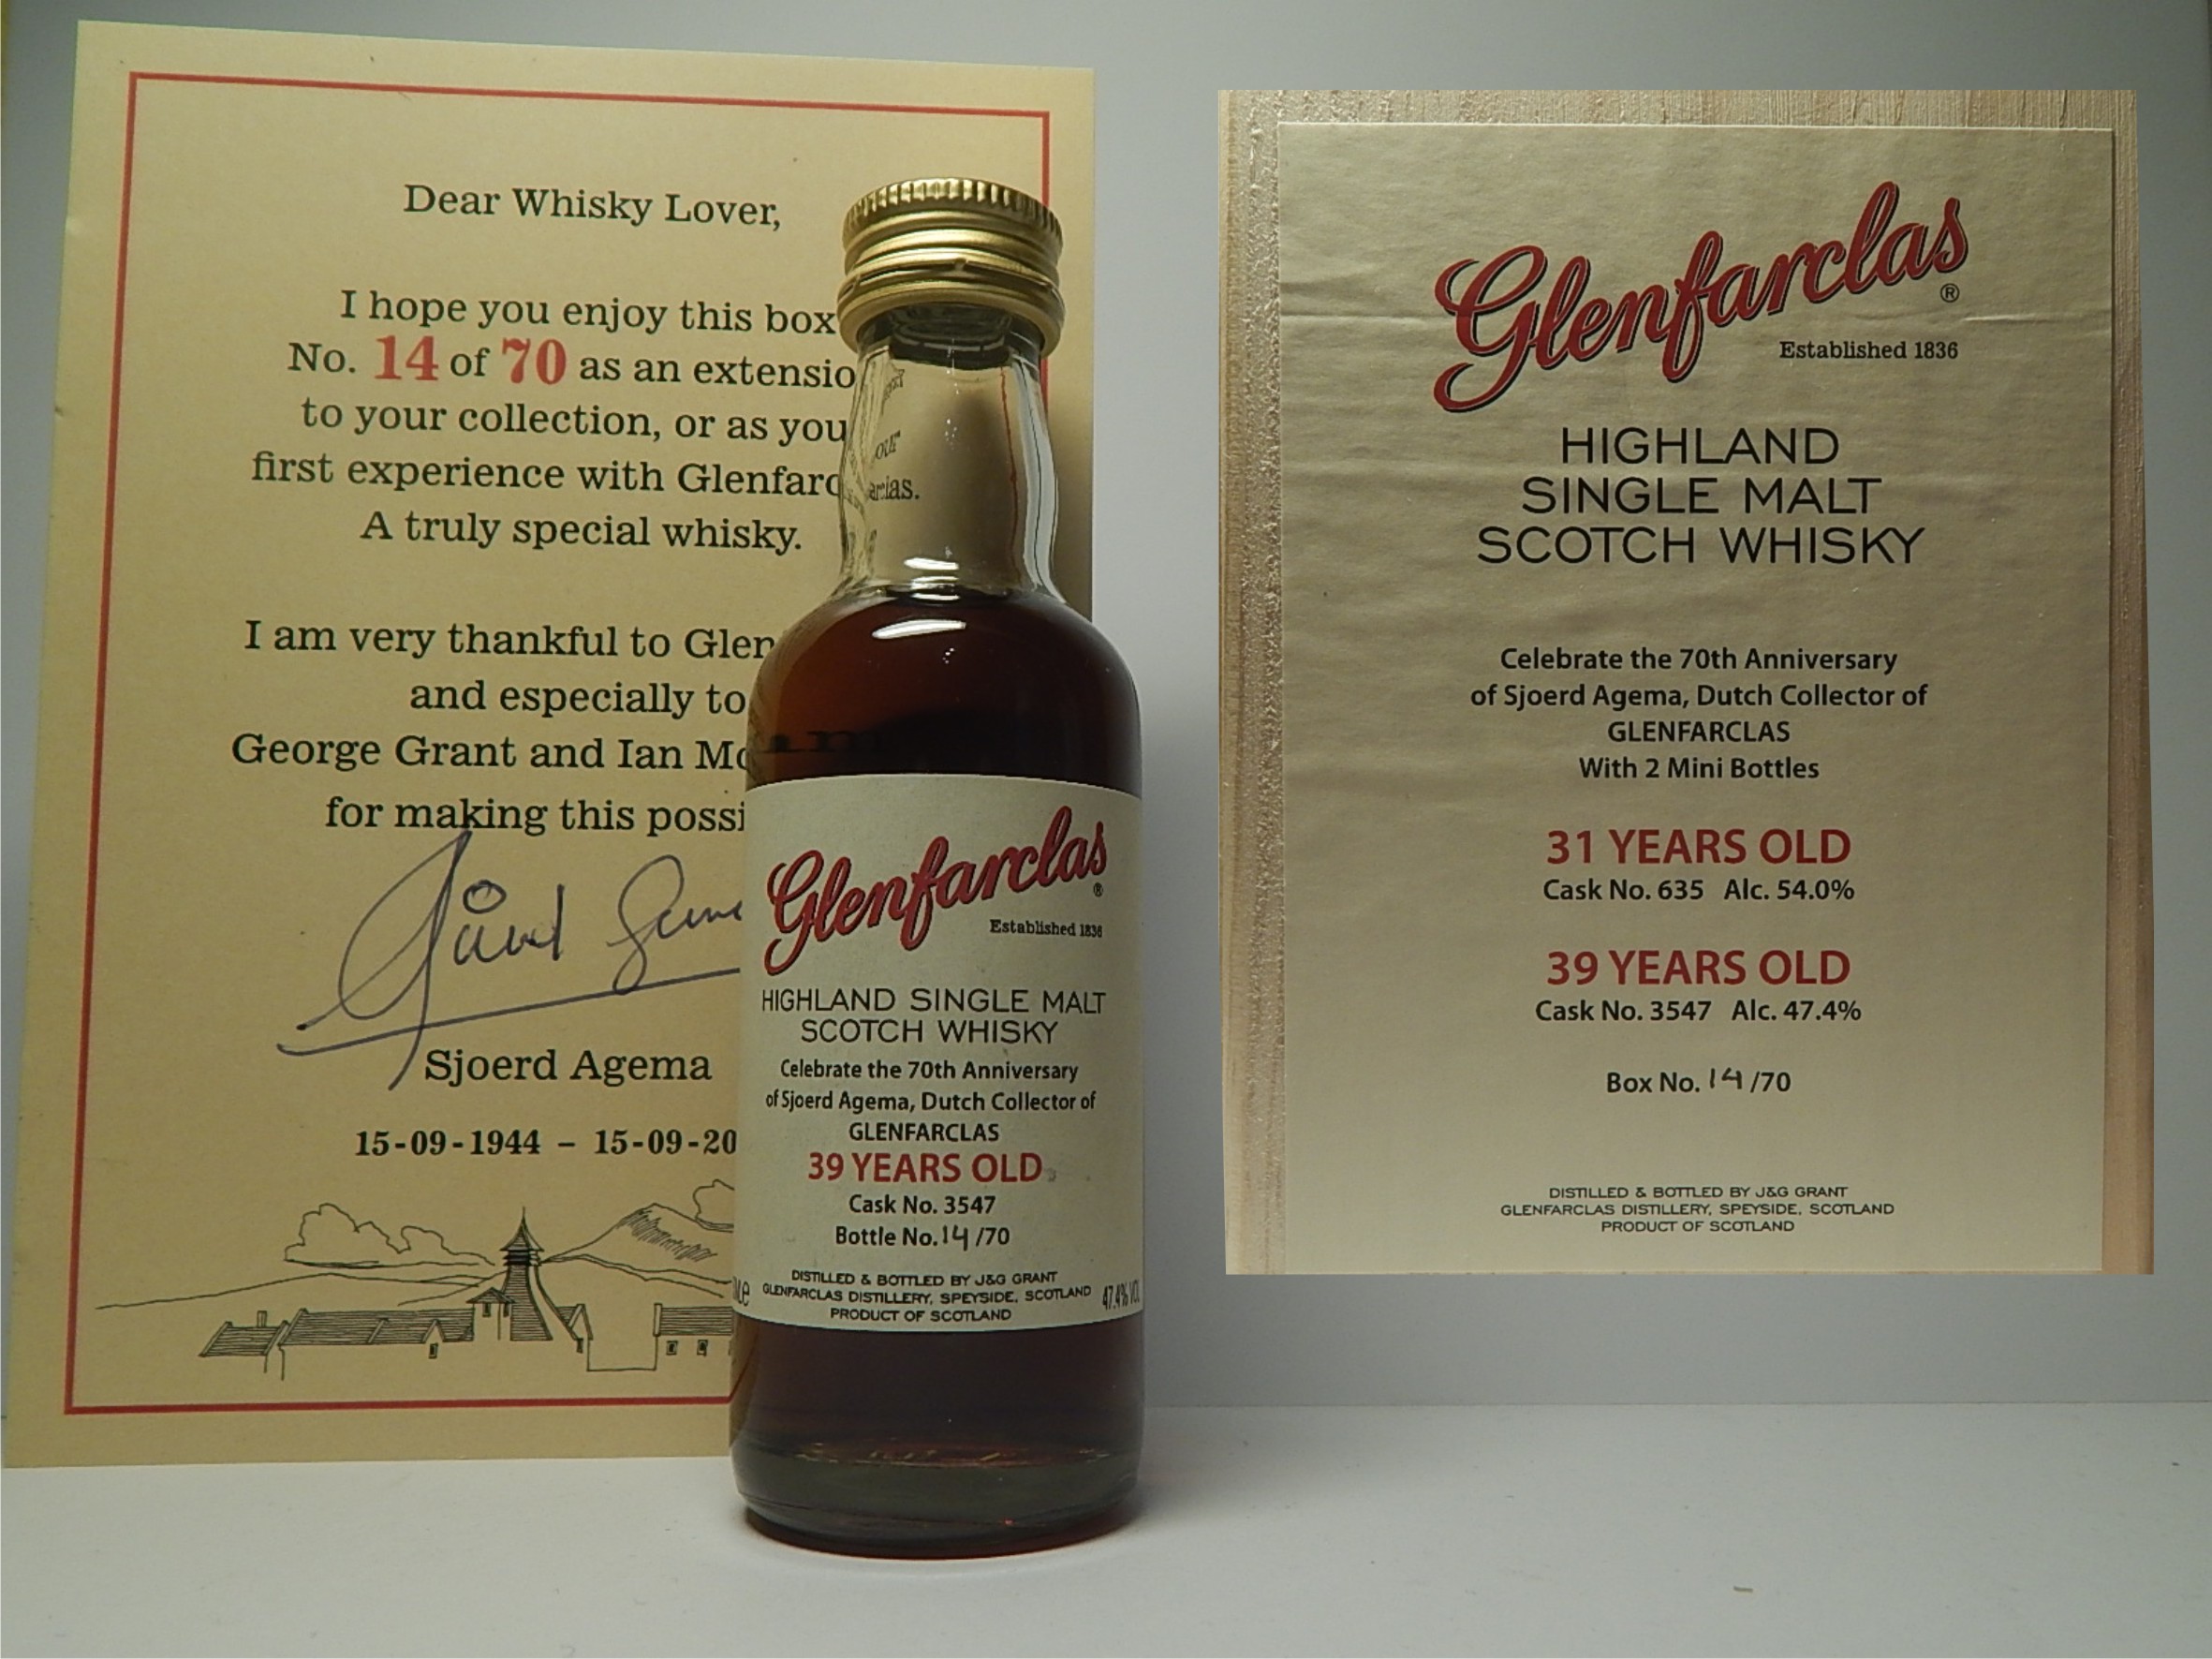 Dear Whisky Lover,
I hope you enjoy this box
No. 14 of 70 as an extensio
to your collection, or as you
first experience with Glenfarc
A truly special whisky.
I am very thankful to Glen
and especially to
George Grant and Ian Mc
for making this possi
Sjoerd Agema
15-09-1944 – 15-09-20
Glenfarclas ®
Established 1836
HIGHLAND SINGLE MALT
SCOTCH WHISKY
Celebrate the 70th Anniversary
of Sjoerd Agema, Dutch Collector of
GLENFARCLAS
39 YEARS OLD
Cask No. 3547
Bottle No. 14 /70
DISTILLED & BOTTLED BY J&G GRANT
GLENFARCLAS DISTILLERY, SPEYSIDE, SCOTLAND
PRODUCT OF SCOTLAND
47.4% VOL
Glenfarclas ®
Established 1836
HIGHLAND
SINGLE MALT
SCOTCH WHISKY
Celebrate the 70th Anniversary
of Sjoerd Agema, Dutch Collector of
GLENFARCLAS
With 2 Mini Bottles
31 YEARS OLD
Cask No. 635 Alc. 54.0%
39 YEARS OLD
Cask No. 3547 Alc. 47.4%
Box No. 14 /70
DISTILLED & BOTTLED BY J&G GRANT
GLENFARCLAS DISTILLERY, SPEYSIDE, SCOTLAND
PRODUCT OF SCOTLAND